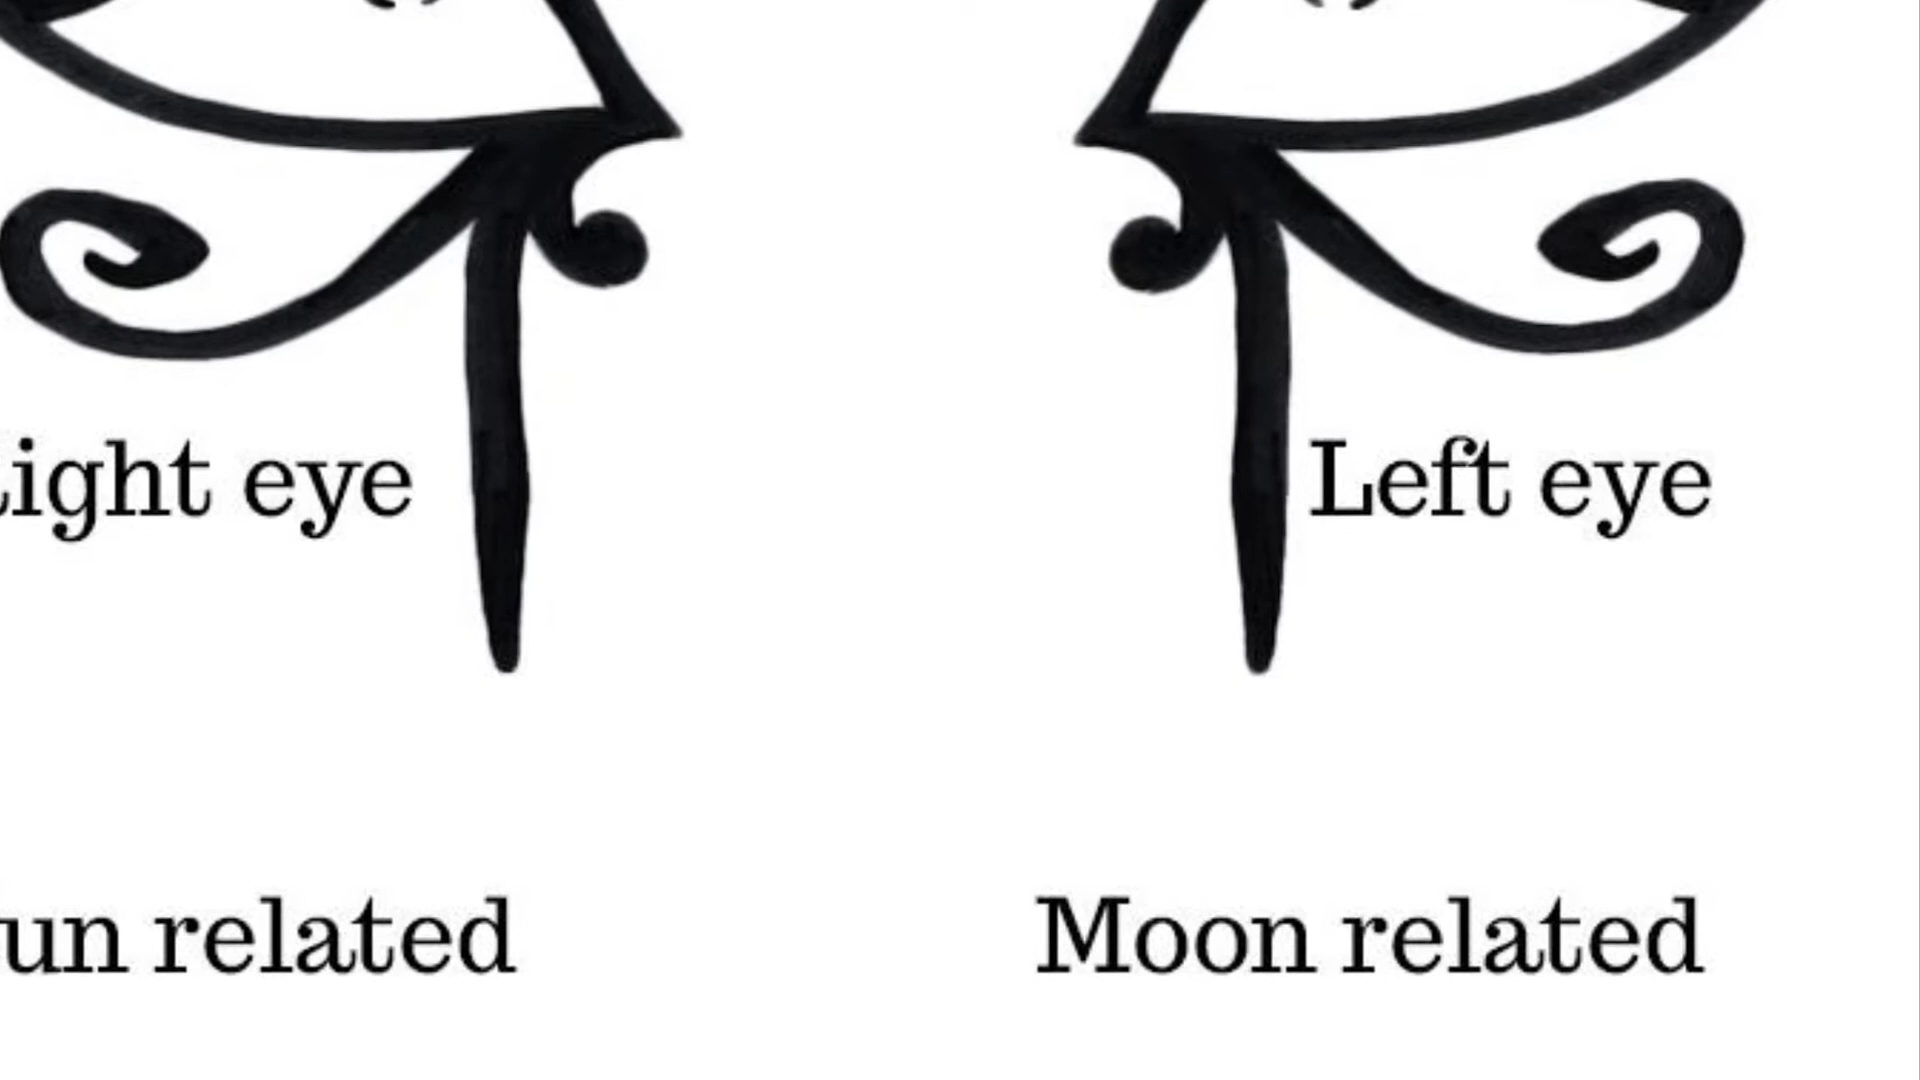 ight eye
Left eye
un related
Moon related